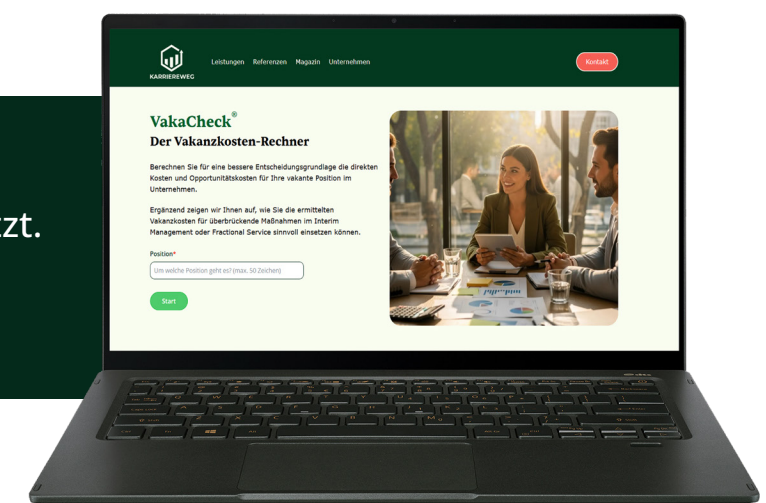 KARRIEREWEG
Leistungen Referenzen Magazin Unternehmen
Kontakt
zt.
VakaCheck®
Der Vakanzkosten-Rechner
Berechnen Sie für eine bessere Entscheidungsgrundlage die direkten
Kosten und Opportunitätskosten für Ihre vakante Position im
Unternehmen.
Ergänzend zeigen wir Ihnen auf, wie Sie die ermittelten
Vakanzkosten für überbrückende Maßnahmen im Interim
Management oder Fractional Service sinnvoll einsetzen können.
Position*
Um welche Position geht es? (max. 50 Zeichen)
Start